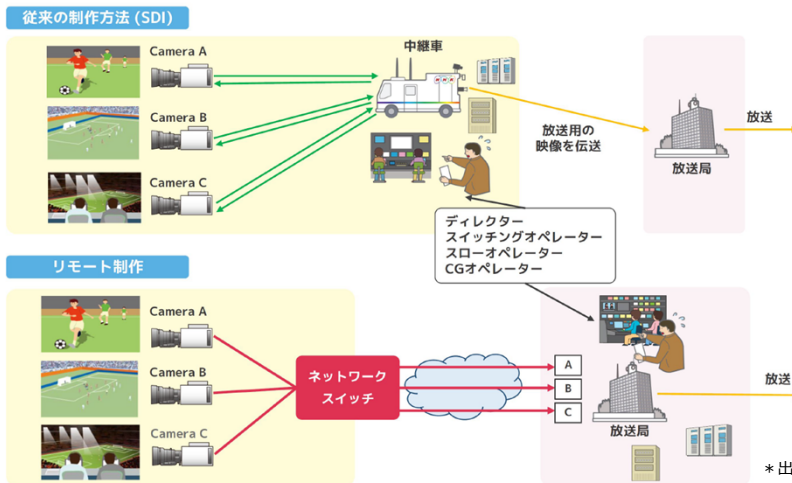 従来の制作方法 (SDI)
Camera A
中継車
Camera B
放送用の
映像を伝送
放送
放送局
Camera C
ディレクター
スイッチングオペレーター
スローオペレーター
CGオペレーター
リモート制作
Camera A
ネットワーク
スイッチ
A
Camera B
B
放送
Camera C
C
放送局
＊出